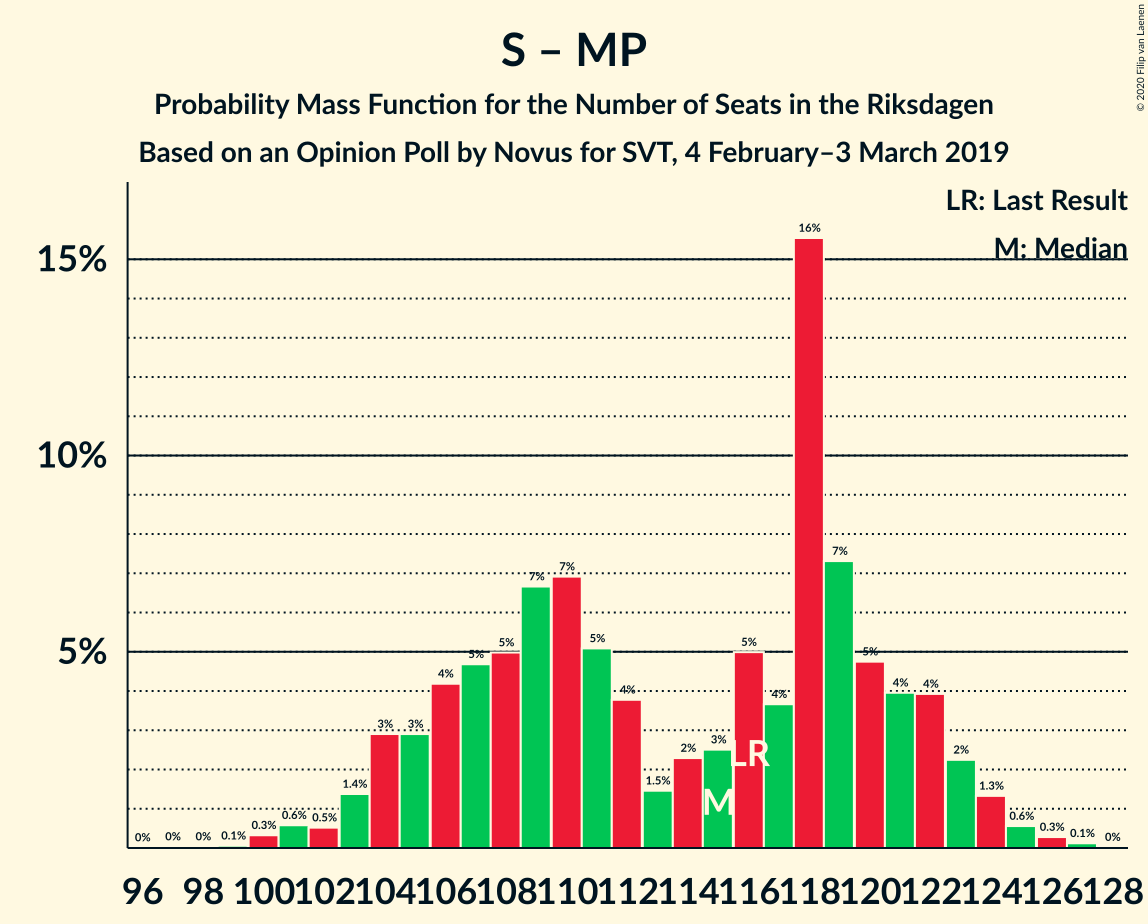 S – MP
Probability Mass Function for the Number of Seats in the Riksdagen
Based on an Opinion Poll by Novus for SVT, 4 February–3 March 2019
© 2020 Filip van Laenen
LR: Last Result
M: Median
15%
10%
5%
0% 0% 0% 0.1% 0.3% 0.6% 0.5% 1.4% 3% 3% 4% 5% 5% 7% 7% 5% 4% 1.5% 2% 3% 5% 4% 16% 7% 5% 4% 4% 2% 1.3% 0.6% 0.3% 0.1% 0%
LR
M
96 98 100 102 104 106 108 110 112 114 116 118 120 122 124 126 128